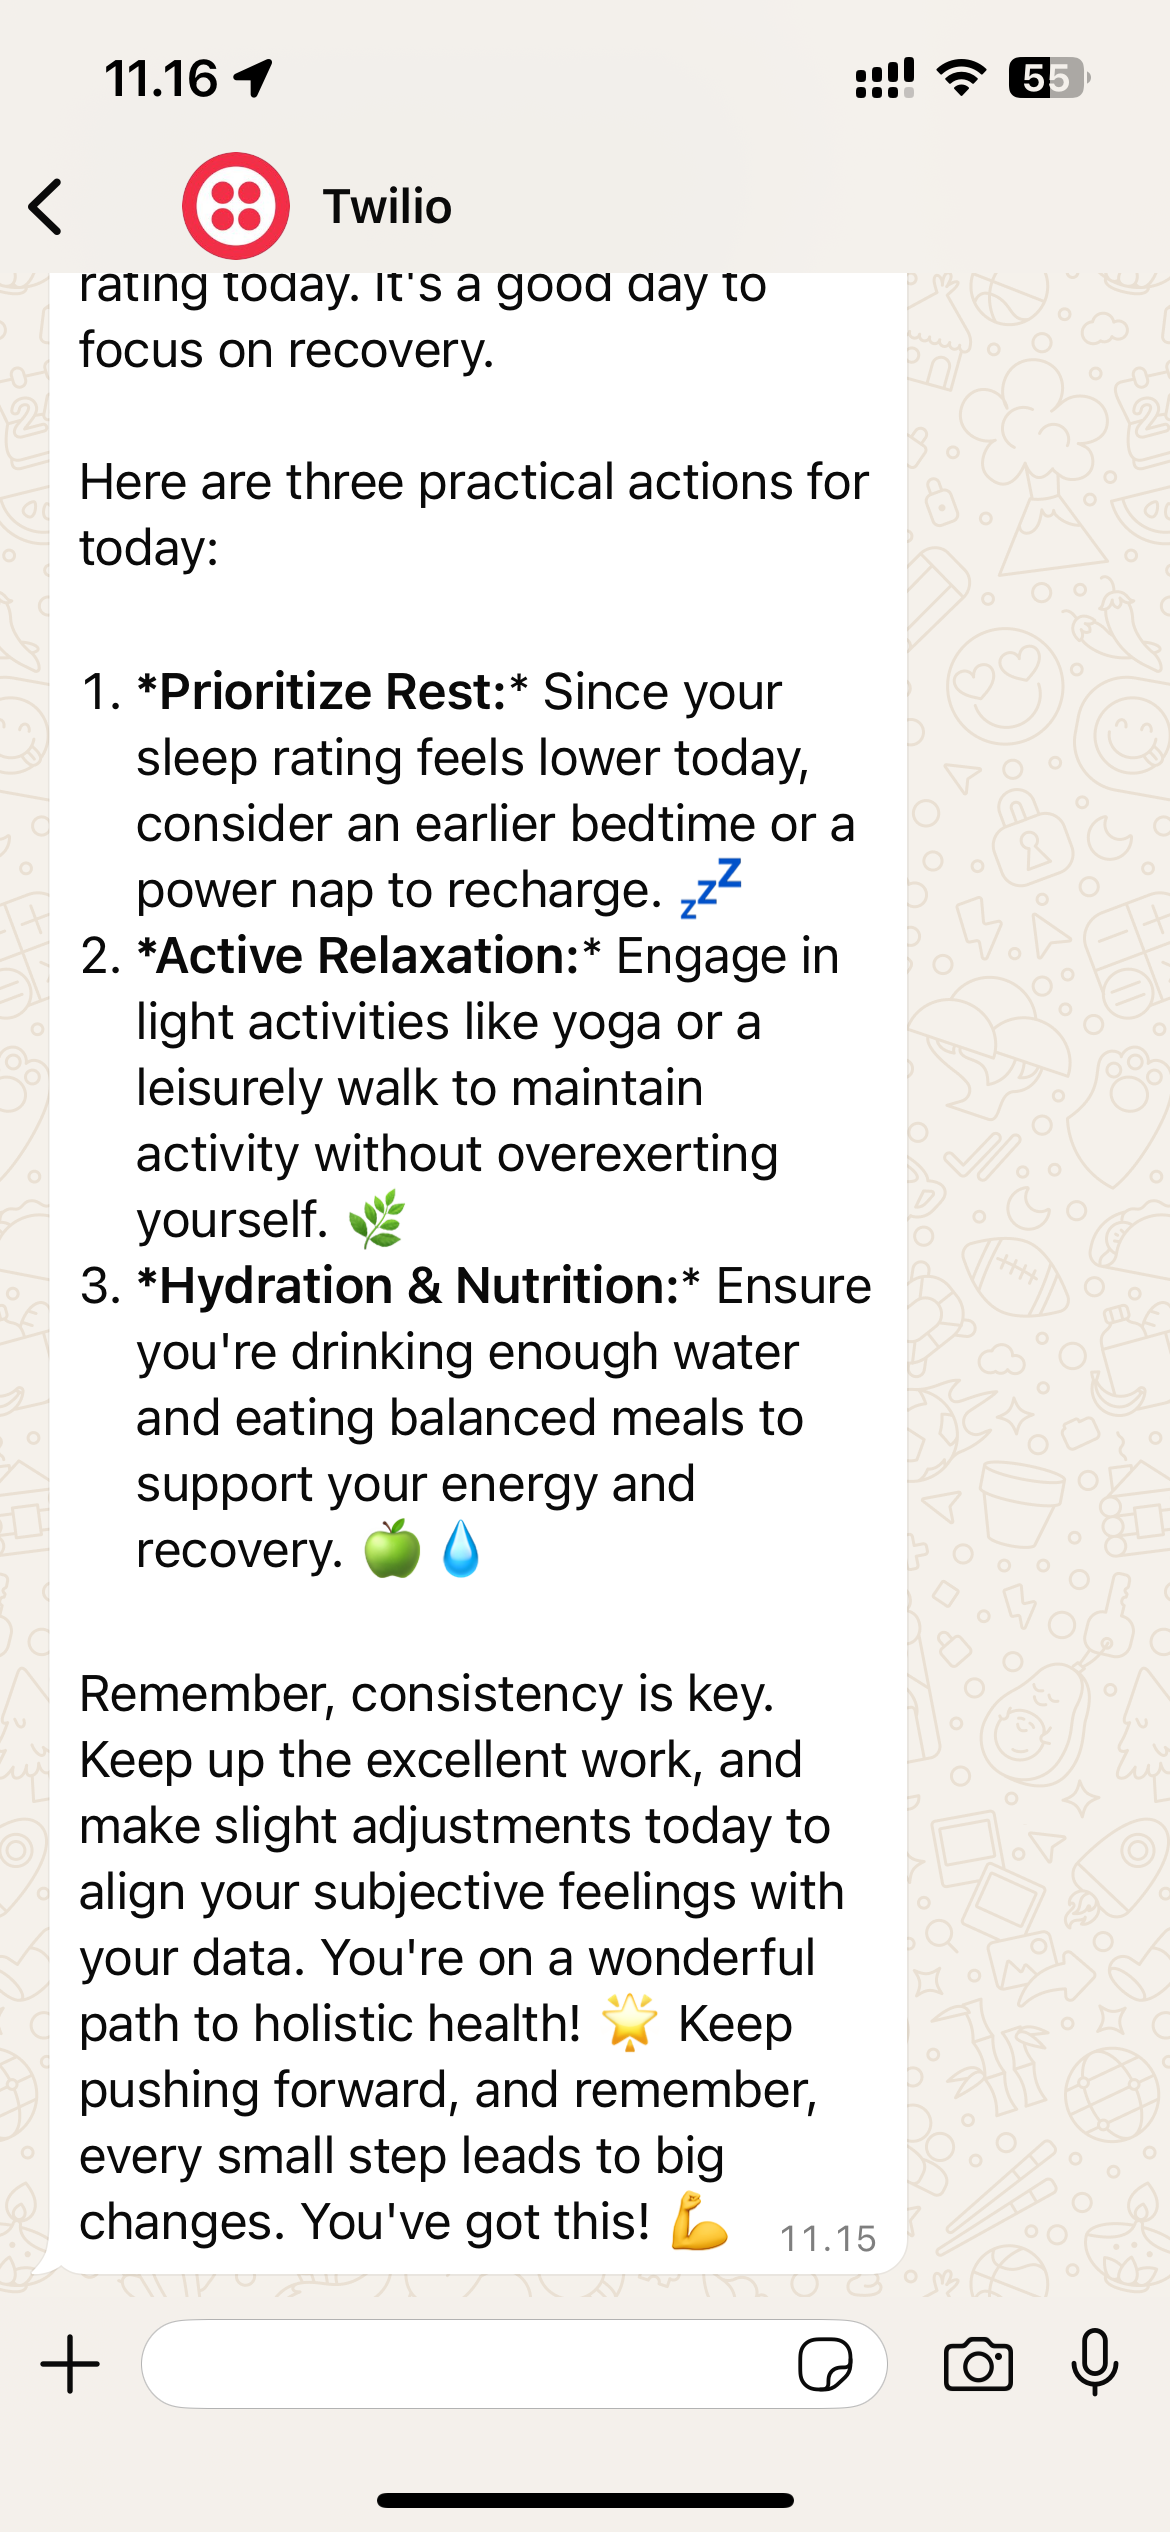 11.16
55
Twilio
rating today. It's a good day to
focus on recovery.
Here are three practical actions for
today:
1. *Prioritize Rest:* Since your
sleep rating feels lower today,
consider an earlier bedtime or a
power nap to recharge. 💤
2. *Active Relaxation:* Engage in
light activities like yoga or a
leisurely walk to maintain
activity without overexerting
yourself. 🌿
3. *Hydration & Nutrition:* Ensure
you're drinking enough water
and eating balanced meals to
support your energy and
recovery. 🍏 💧
Remember, consistency is key.
Keep up the excellent work, and
make slight adjustments today to
align your subjective feelings with
your data. You're on a wonderful
path to holistic health! 🌟 Keep
pushing forward, and remember,
every small step leads to big
changes. You've got this! 💪
11.15